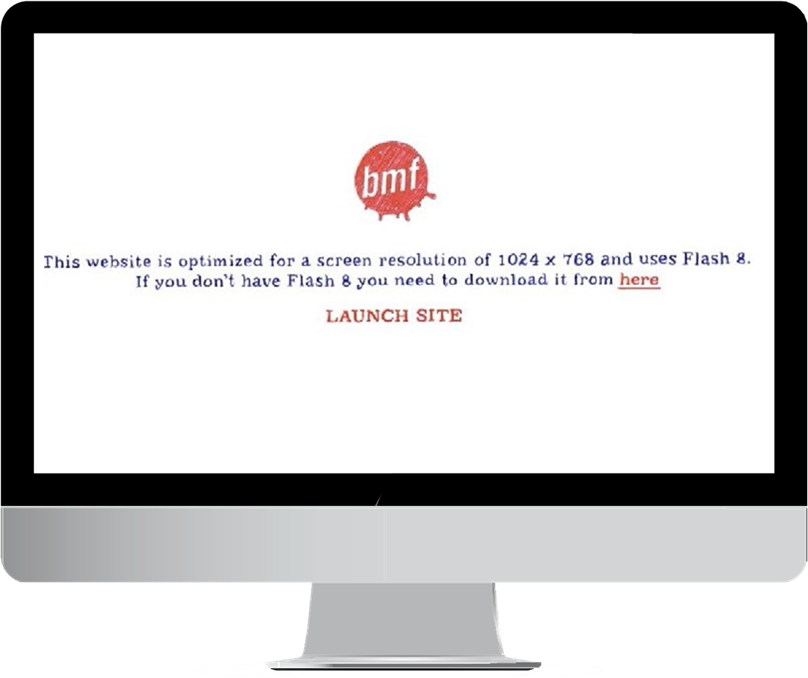 bmf
This website is optimized for a screen resolution of 1024 x 768 and uses Flash 8.
If you don't have Flash 8 you need to download it from here
LAUNCH SITE